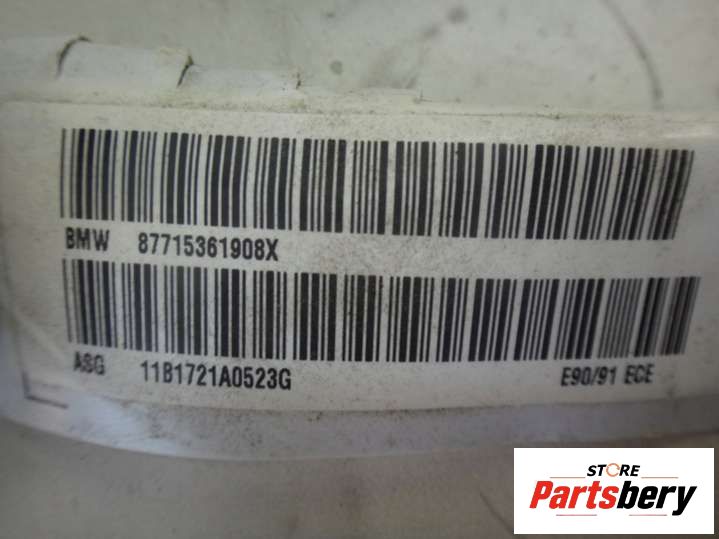 BMW 87715361908X
ASG 11B1721A0523G E90/91 ECE
STORE
Partsbery